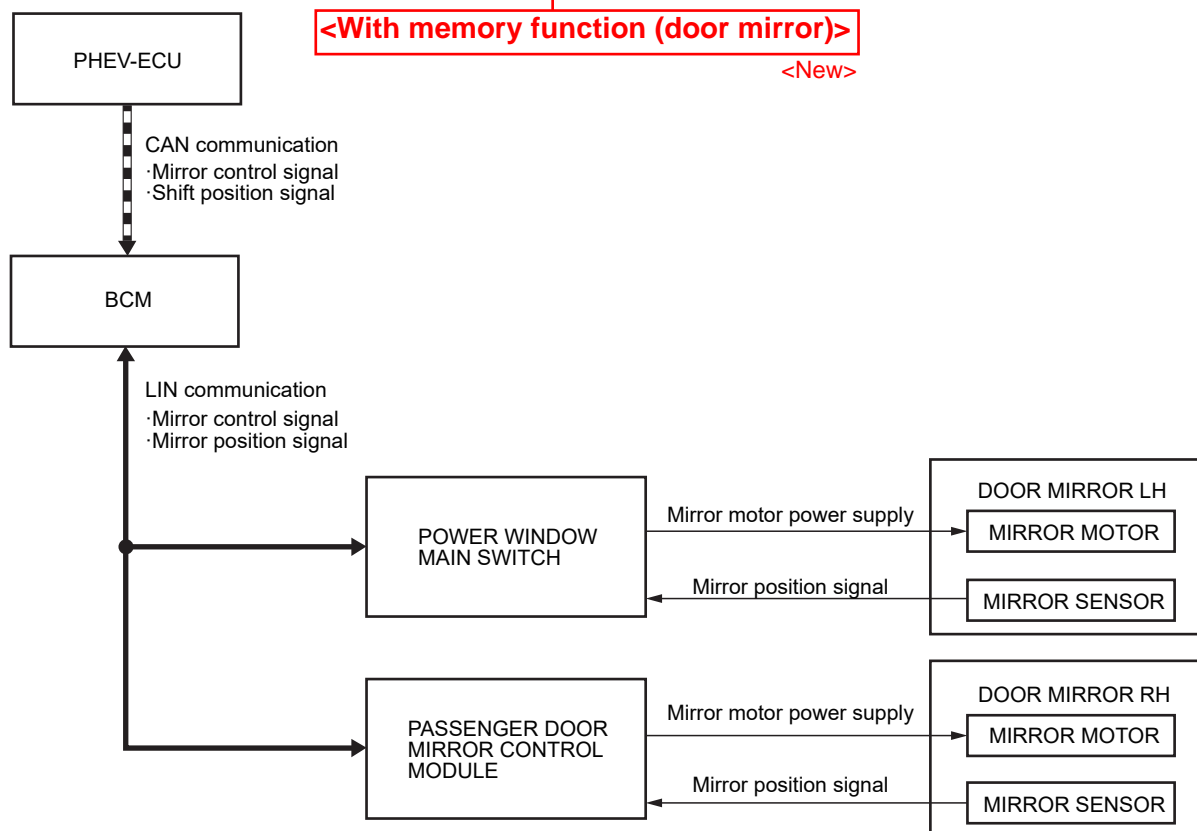 <With memory function (door mirror)>
<New>
PHEV-ECU
CAN communication
·Mirror control signal
·Shift position signal
BCM
LIN communication
·Mirror control signal
·Mirror position signal
POWER WINDOW
MAIN SWITCH
Mirror motor power supply
Mirror position signal
DOOR MIRROR LH
MIRROR MOTOR
MIRROR SENSOR
PASSENGER DOOR
MIRROR CONTROL
MODULE
Mirror motor power supply
Mirror position signal
DOOR MIRROR RH
MIRROR MOTOR
MIRROR SENSOR